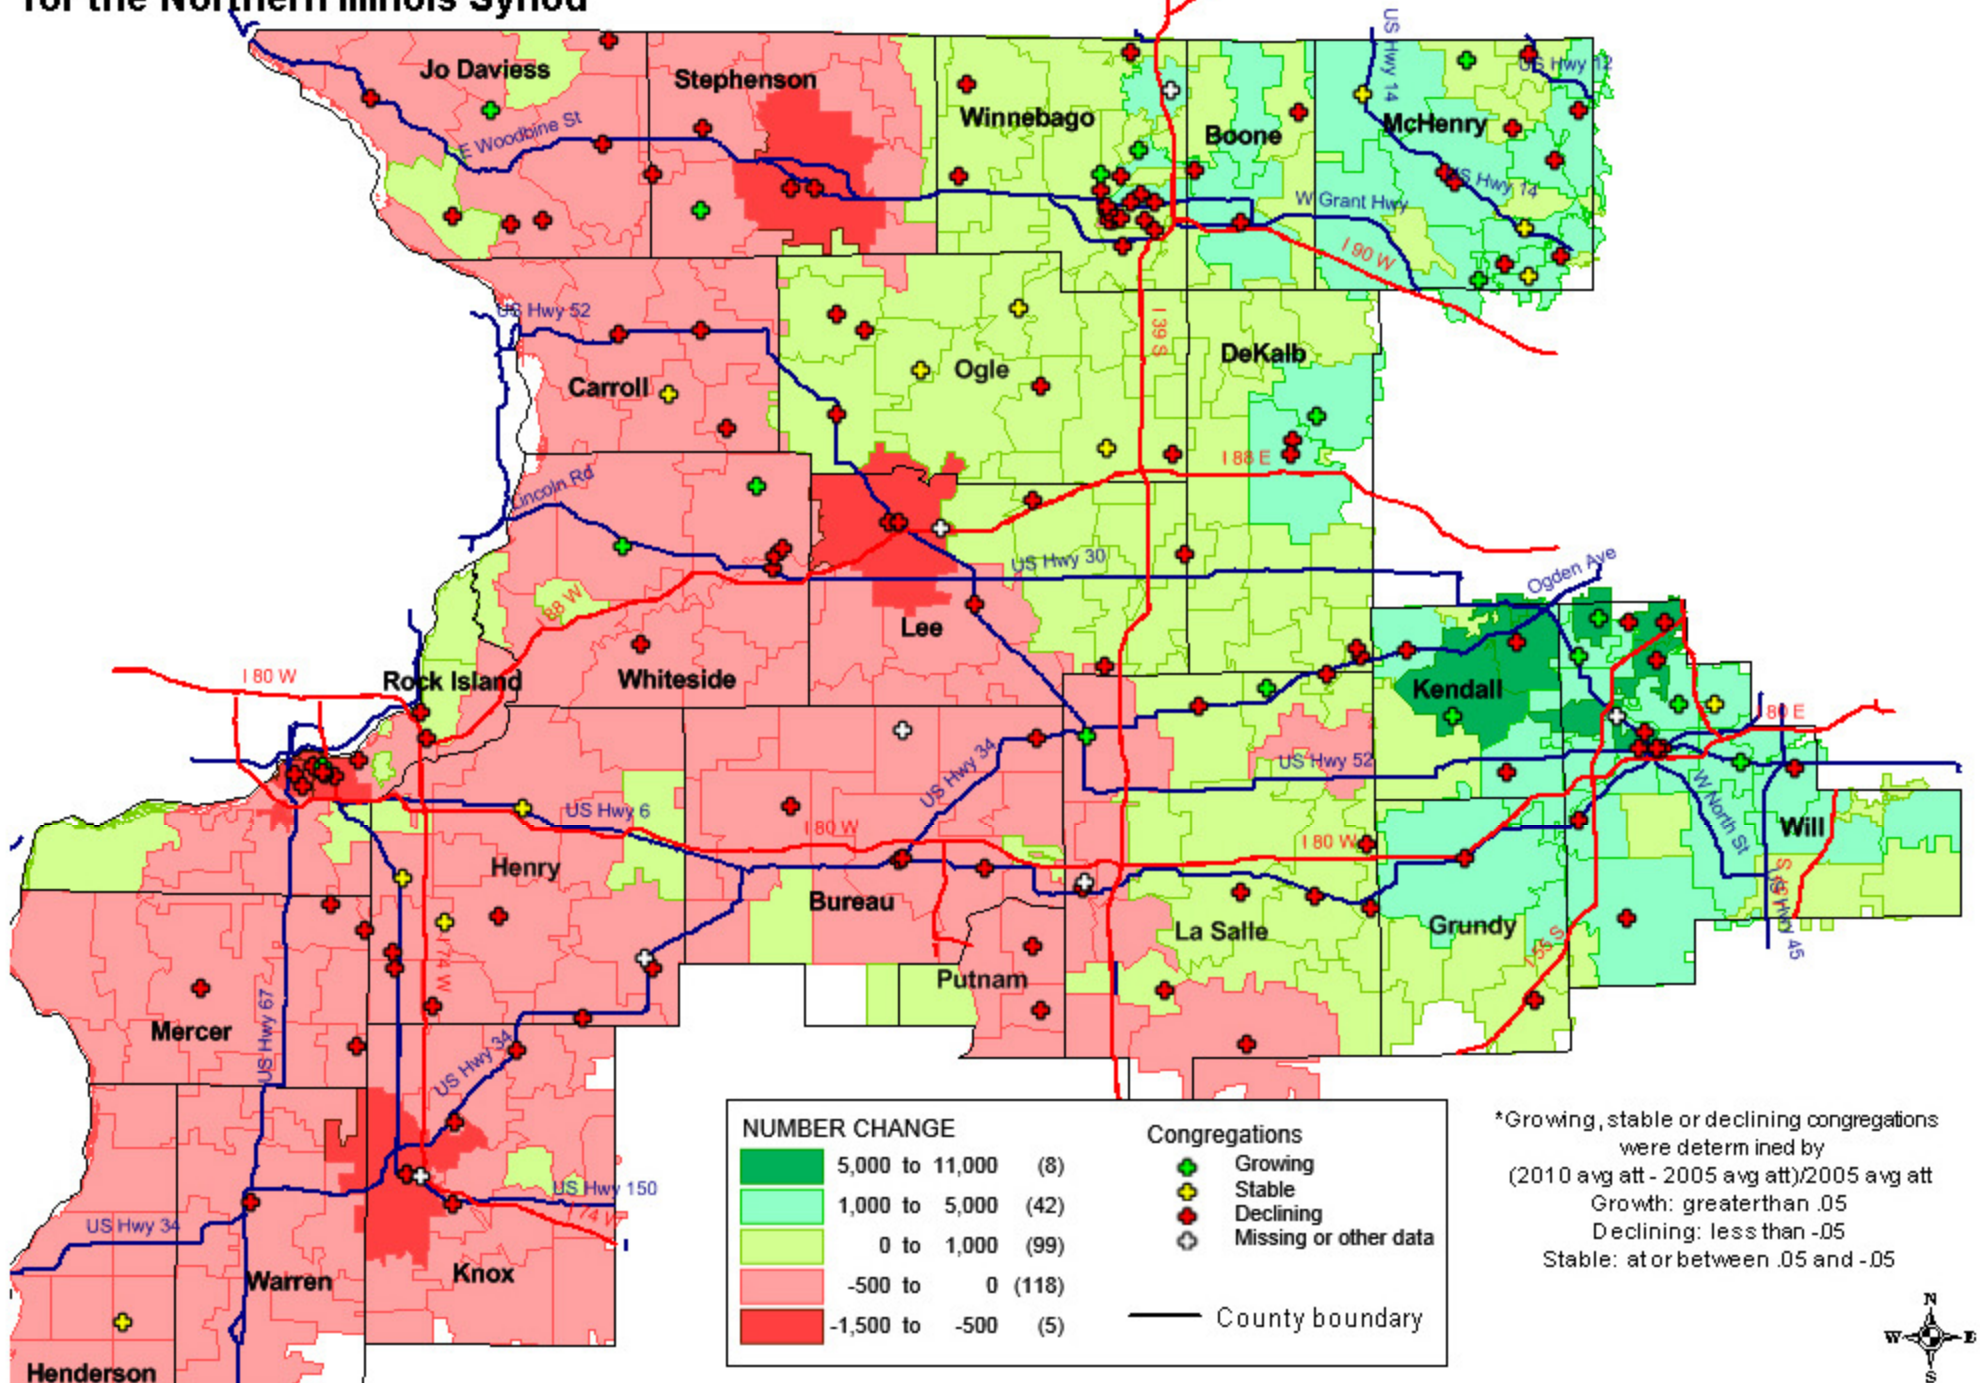 for the Northern Illinois Synod
Jo Daviess
Stephenson
Winnebago
Boone
McHenry
US Hwy 14
US Hwy 12
E Woodbine St
US Hwy 14
W Grant Hwy
I 90 W
US Hwy 52
Carroll
Ogle
I 39 S
DeKalb
Lincoln Rd
I 88 E
US Hwy 30
Ogden Ave
88 W
Lee
I 80 W
Rock Island
Whiteside
Kendall
I 80 E
US Hwy 34
US Hwy 52
US Hwy 6
I 80 W
I 80 W
W North St
Will
Henry
Bureau
La Salle
Grundy
I 55 S
US Hwy 45
I 74 W
Putnam
Mercer
US Hwy 67
US Hwy 34
US Hwy 150
I 74 W
US Hwy 34
Warren
Knox
Henderson
NUMBER CHANGE
5,000 to 11,000 (8)
1,000 to 5,000 (42)
0 to 1,000 (99)
-500 to 0 (118)
-1,500 to -500 (5)
Congregations
Growing
Stable
Declining
Missing or other data
County boundary
*Growing, stable or declining congregations
were determined by
(2010 avg att - 2005 avg att)/2005 avg att
Growth: greater than .05
Declining: less than -.05
Stable: at or between .05 and -.05
N
W E
S